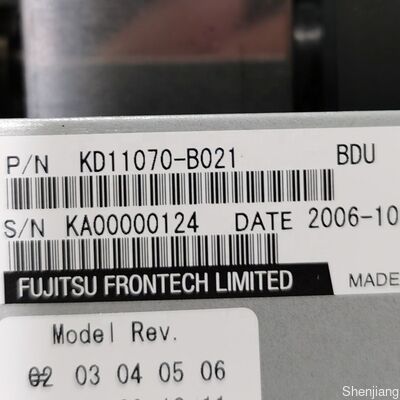 P/N KD11070-B021 BDU
S/N KA00000124 DATE 2006-10
FUJITSU FRONTECH LIMITED MADE
Model Rev.
02 03 04 05 06
Shenjiang